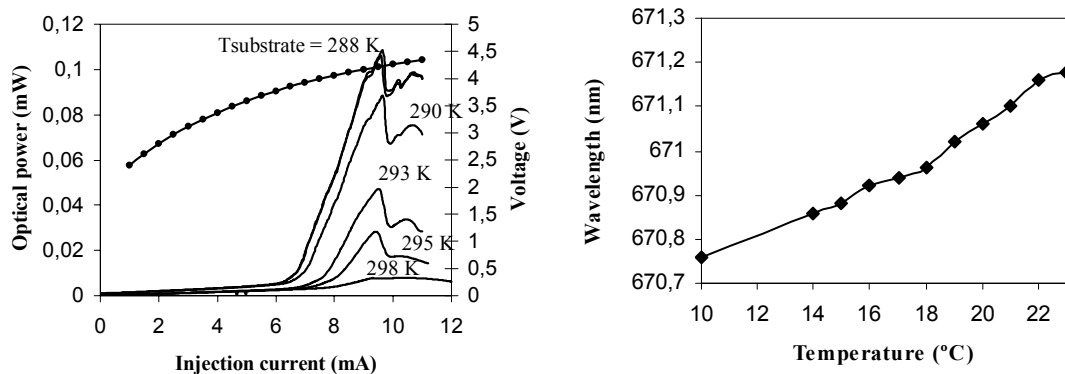 0,12
0,1
0,08
0,06
0,04
0,02
0
Optical power (mW)
0 2 4 6 8 10 12
Injection current (mA)
5
4,5
4
3,5
3
2,5
2
1,5
1
0,5
0
Voltage (V)
Tsubstrate = 288 K
290 K
293 K
295 K
298 K
671,3
671,2
671,1
671
670,9
670,8
670,7
Wavelength (nm)
10 12 14 16 18 20 22
Temperature (ºC)